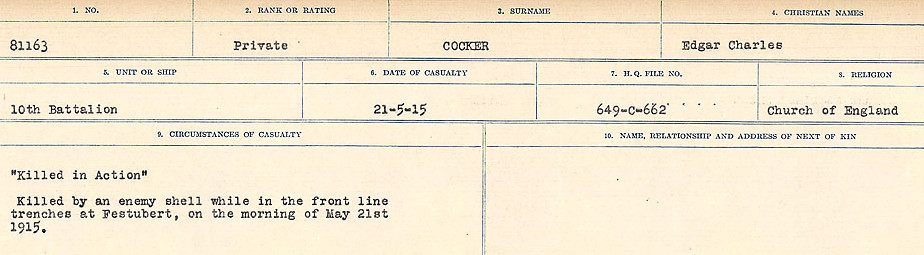 1. NO. 2. RANK OR RATING 3. SURNAME 4. CHRISTIAN NAMES
81163 Private COCKER Edgar Charles
5. UNIT OR SHIP 6. DATE OF CASUALTY 7. H.Q. FILE NO. 8. RELIGION
10th Battalion 21-5-15 649-C-662 Church of England
9. CIRCUMSTANCES OF CASUALTY 10. NAME, RELATIONSHIP AND ADDRESS OF NEXT OF KIN
"Killed in Action"
Killed by an enemy shell while in the front line
trenches at Festubert, on the morning of May 21st
1915.